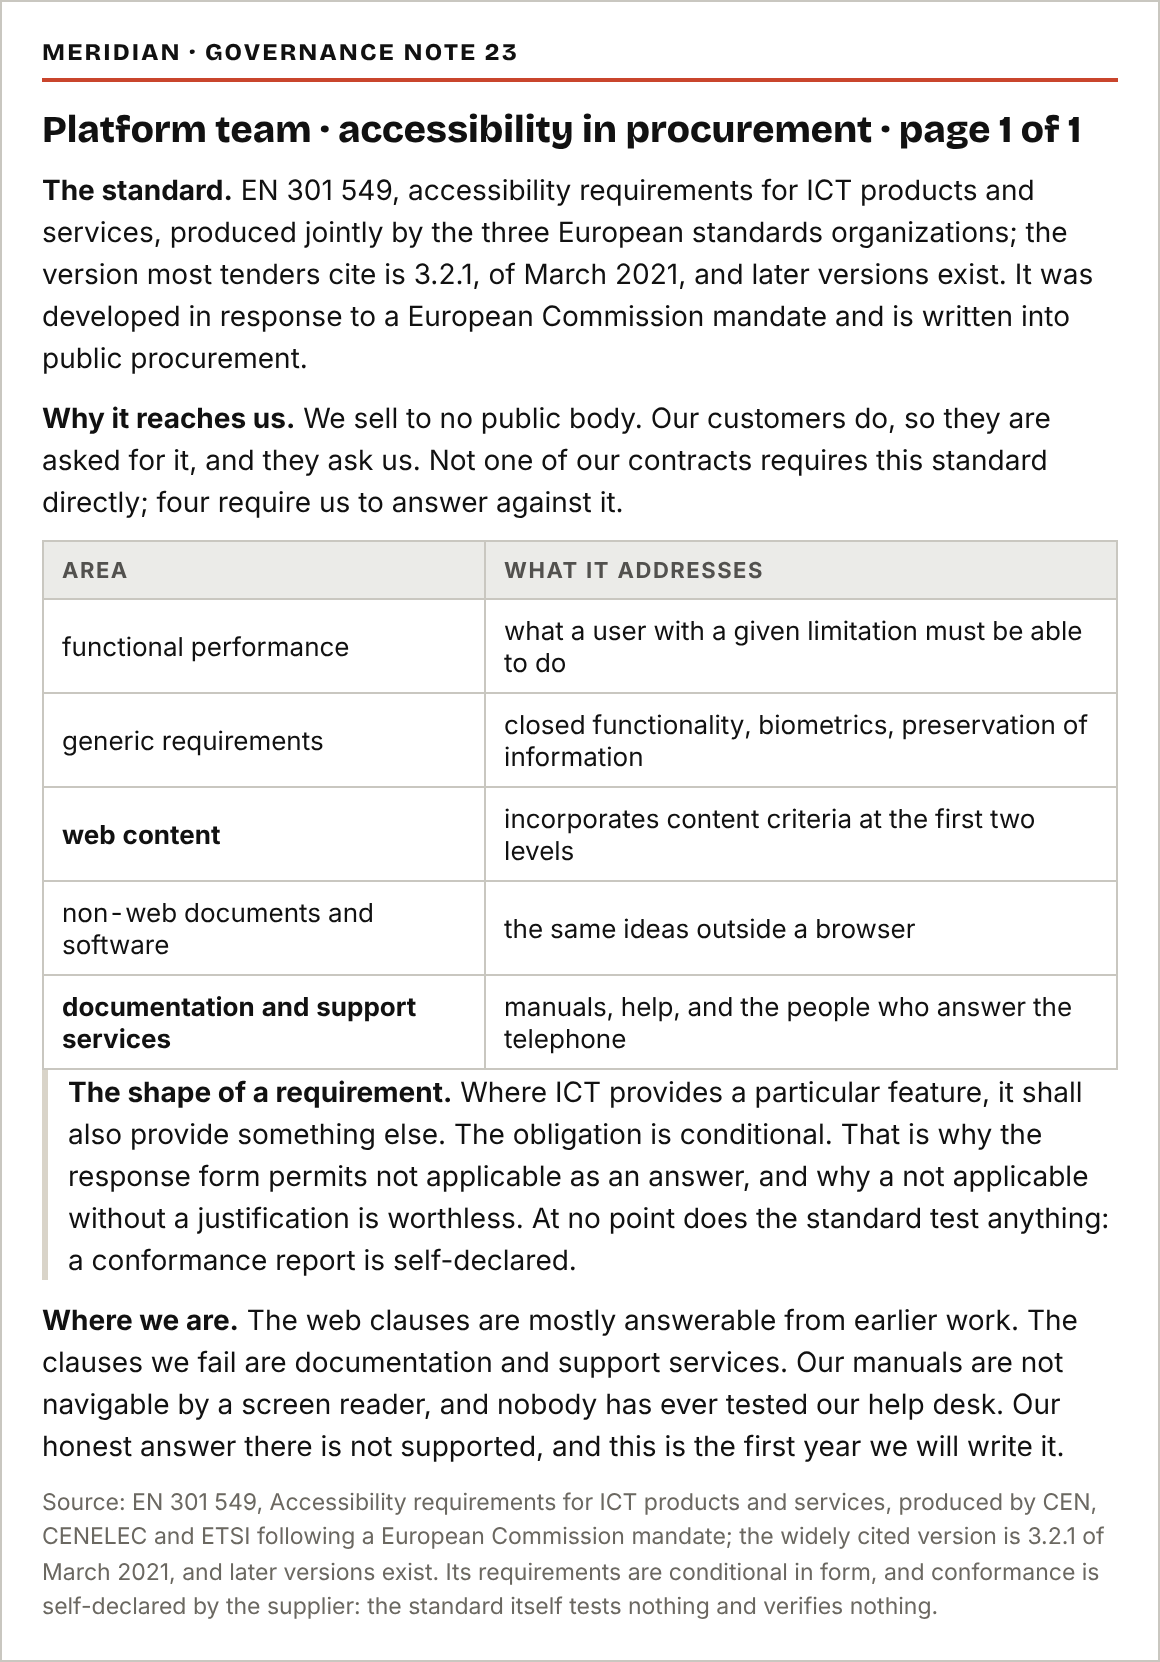 MERIDIAN · GOVERNANCE NOTE 23
Platform team · accessibility in procurement · page 1 of 1
The standard. EN 301 549, accessibility requirements for ICT products and
services, produced jointly by the three European standards organizations; the
version most tenders cite is 3.2.1, of March 2021, and later versions exist. It was
developed in response to a European Commission mandate and is written into
public procurement.
Why it reaches us. We sell to no public body. Our customers do, so they are
asked for it, and they ask us. Not one of our contracts requires this standard
directly; four require us to answer against it.
AREA
WHAT IT ADDRESSES
functional performance
what a user with a given limitation must be able
to do
generic requirements
closed functionality, biometrics, preservation of
information
web content
incorporates content criteria at the first two
levels
non-web documents and
software
the same ideas outside a browser
documentation and support
services
manuals, help, and the people who answer the
telephone
The shape of a requirement. Where ICT provides a particular feature, it shall
also provide something else. The obligation is conditional. That is why the
response form permits not applicable as an answer, and why a not applicable
without a justification is worthless. At no point does the standard test anything:
a conformance report is self-declared.
Where we are. The web clauses are mostly answerable from earlier work. The
clauses we fail are documentation and support services. Our manuals are not
navigable by a screen reader, and nobody has ever tested our help desk. Our
honest answer there is not supported, and this is the first year we will write it.
Source: EN 301 549, Accessibility requirements for ICT products and services, produced by CEN,
CENELEC and ETSI following a European Commission mandate; the widely cited version is 3.2.1 of
March 2021, and later versions exist. Its requirements are conditional in form, and conformance is
self-declared by the supplier: the standard itself tests nothing and verifies nothing.